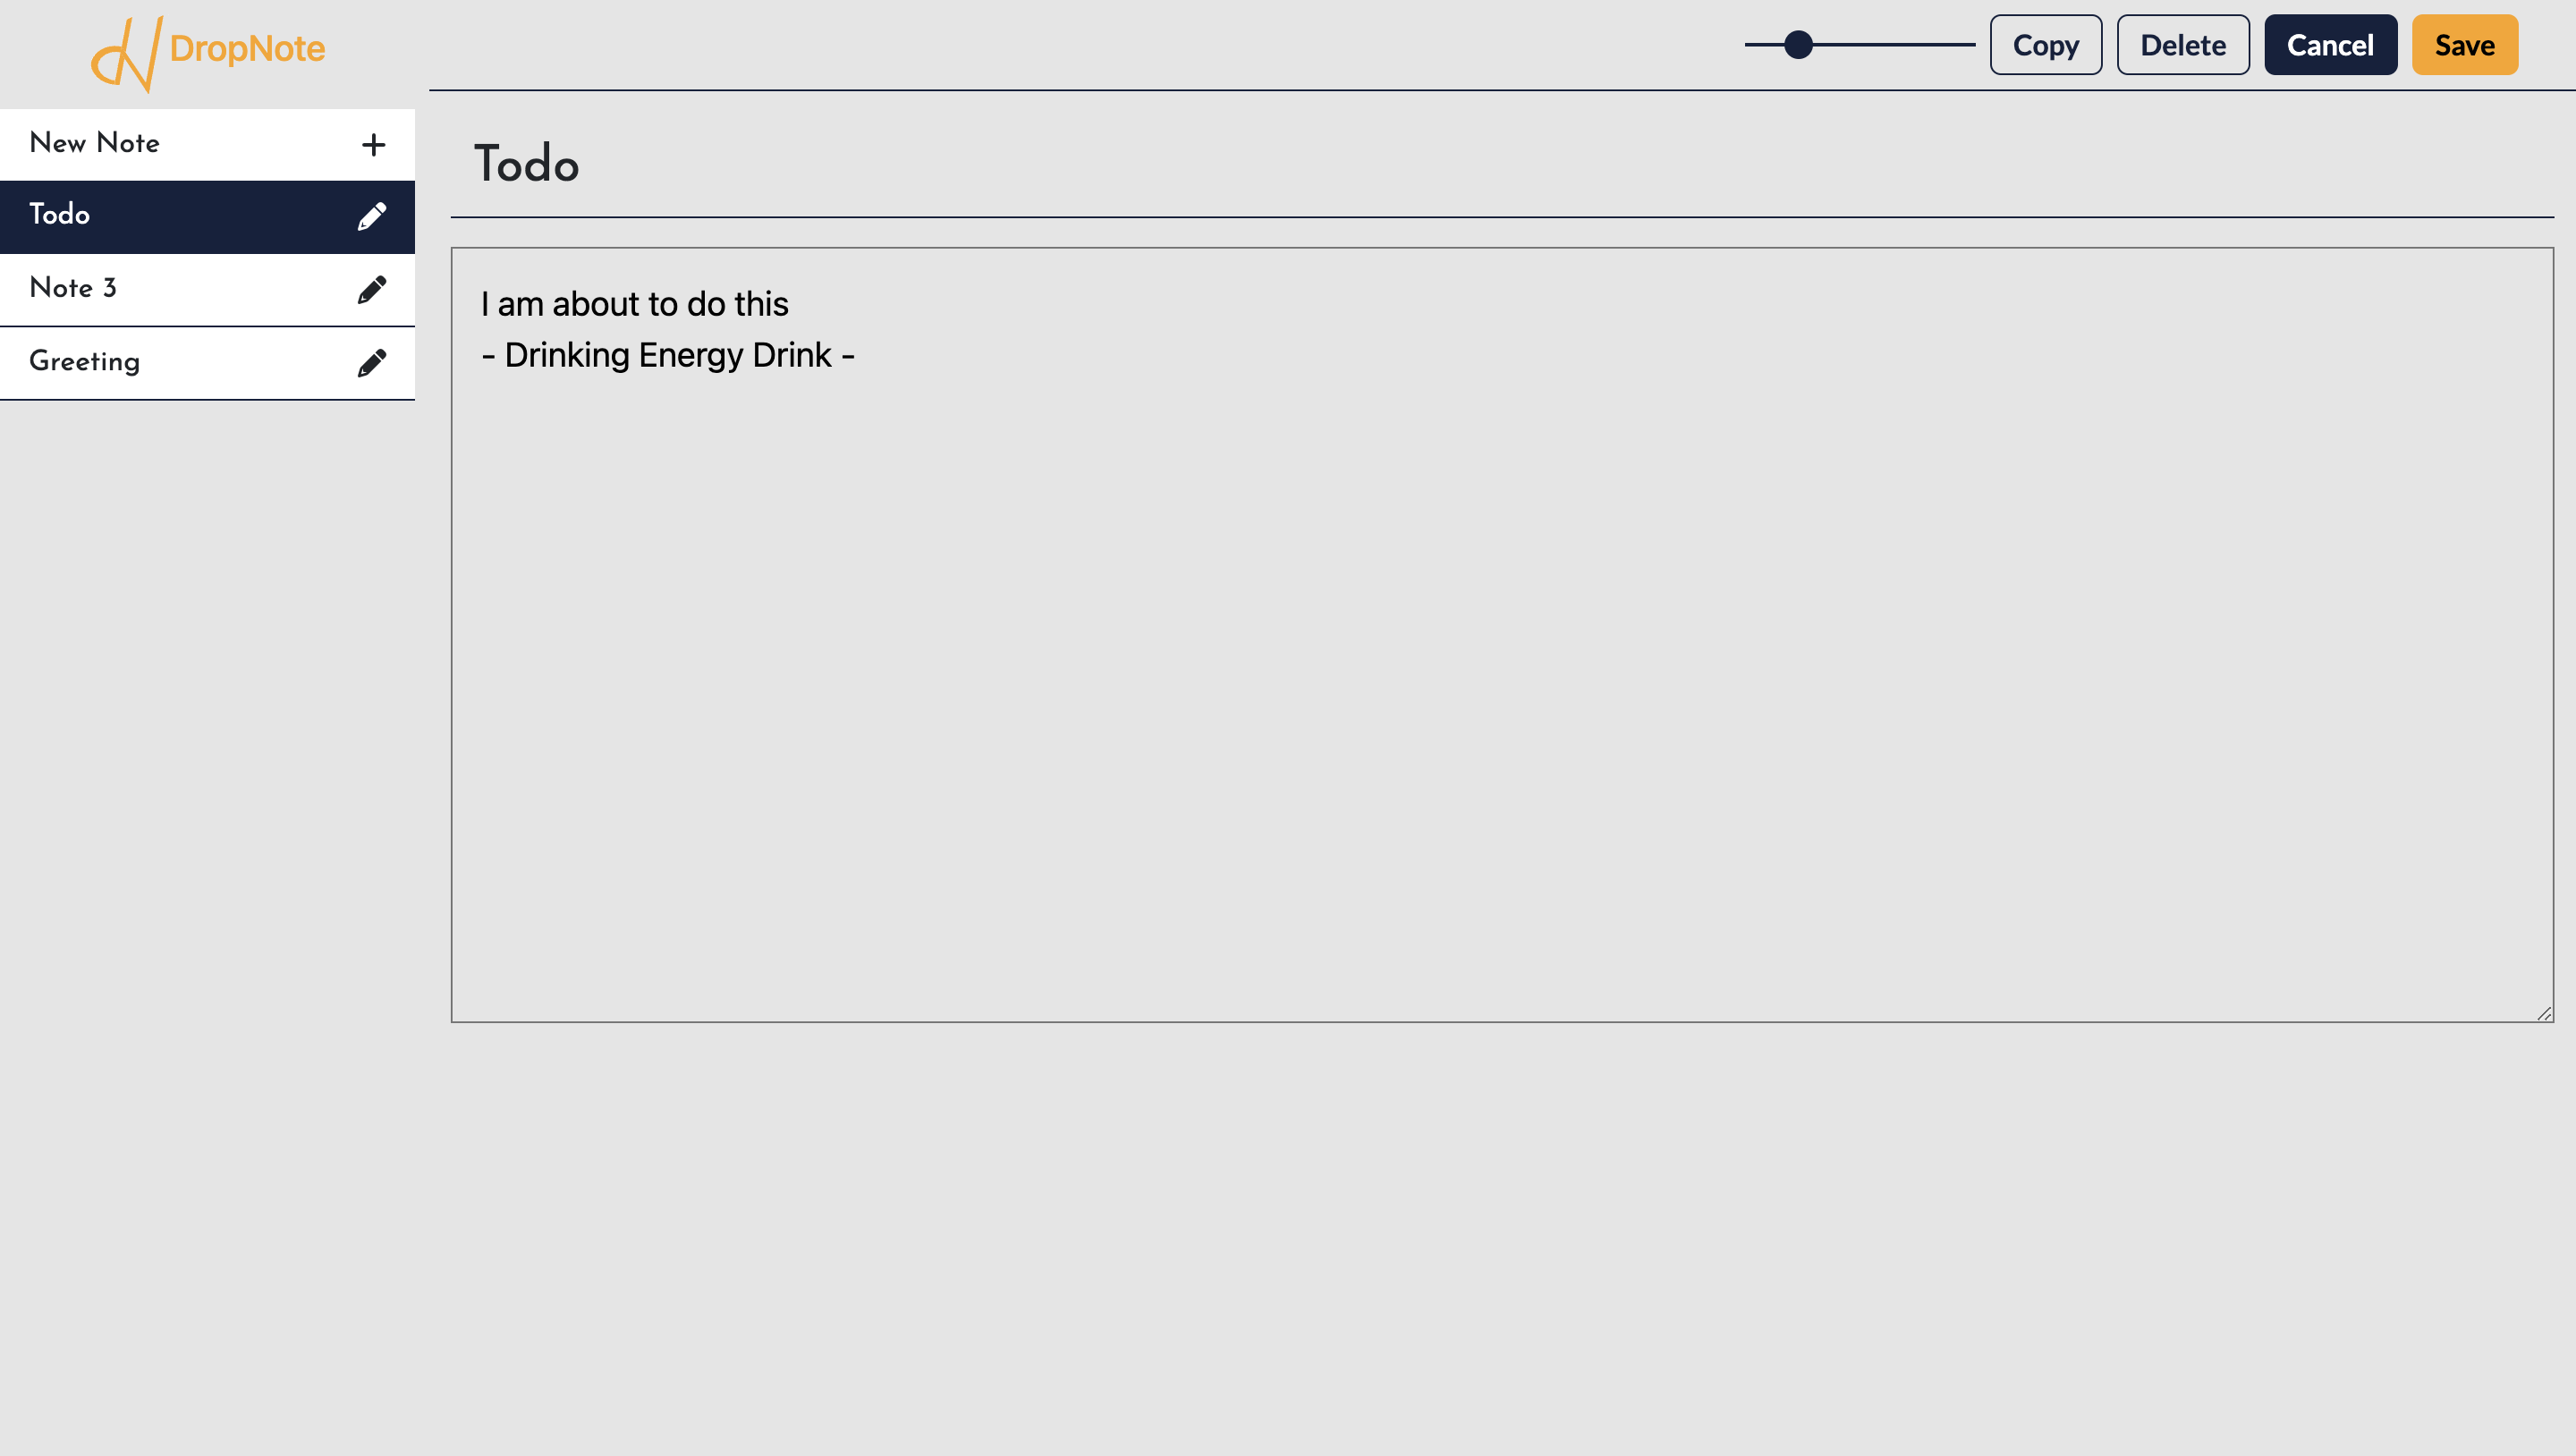 DropNote
Copy
Delete
Cancel
Save
New Note
Todo
Note 3
Greeting
Todo
I am about to do this
- Drinking Energy Drink -